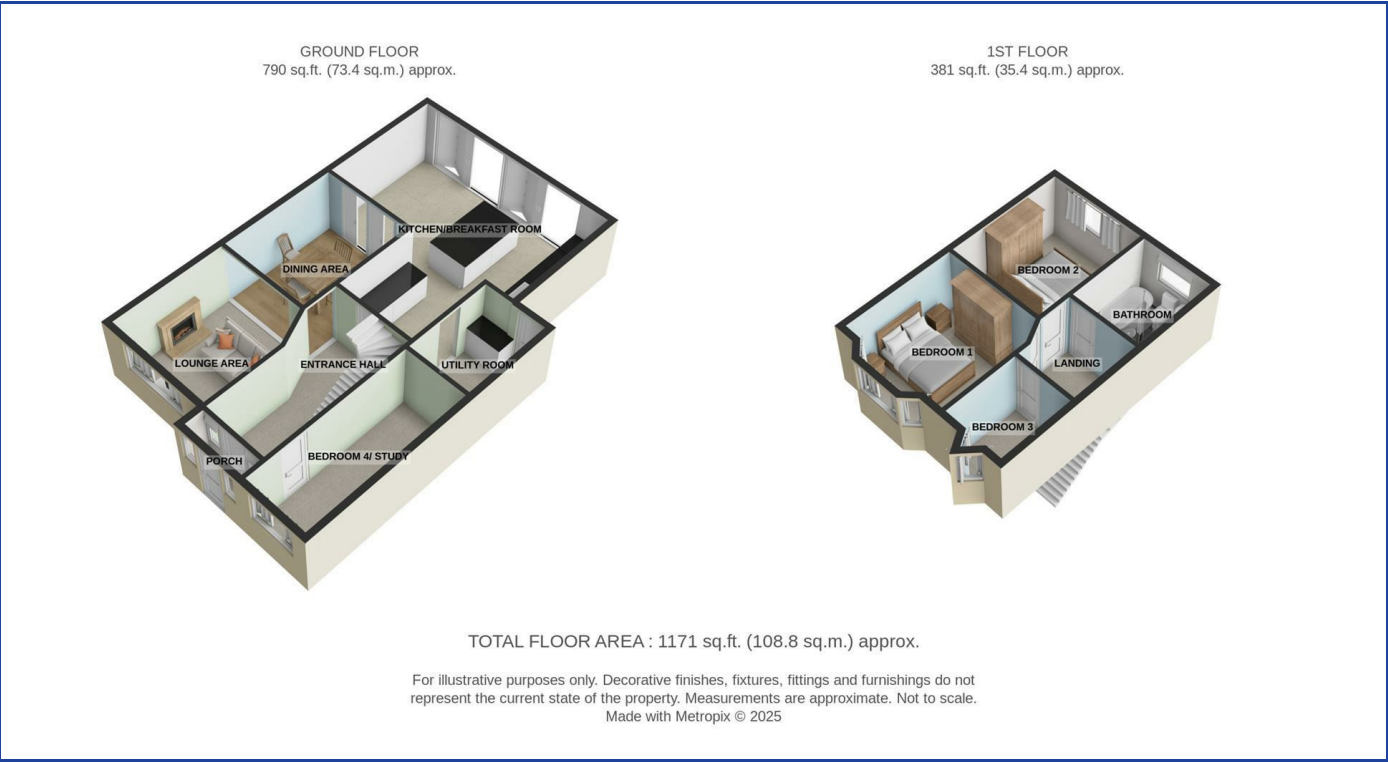 GROUND FLOOR
790 sq.ft. (73.4 sq.m.) approx.
1ST FLOOR
381 sq.ft. (35.4 sq.m.) approx.
KITCHEN/BREAKFAST ROOM
DINING AREA
LOUNGE AREA
ENTRANCE HALL
UTILITY ROOM
PORCH
BEDROOM 4/ STUDY
BEDROOM 2
BATHROOM
BEDROOM 1
LANDING
BEDROOM 3
TOTAL FLOOR AREA : 1171 sq.ft. (108.8 sq.m.) approx.
For illustrative purposes only. Decorative finishes, fixtures, fittings and furnishings do not
represent the current state of the property. Measurements are approximate. Not to scale.
Made with Metropix © 2025